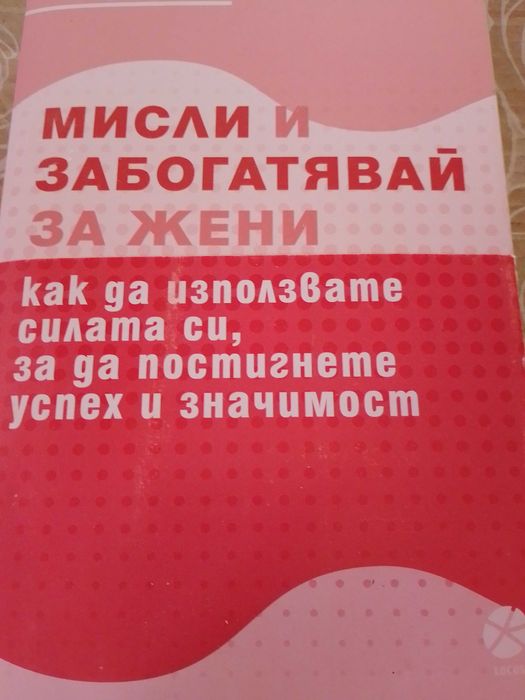 МИСЛИ И
ЗАБОГАТЯВАЙ
ЗА ЖЕНИ
как да използвате
силата си,
за да постигнете
успех и значимост